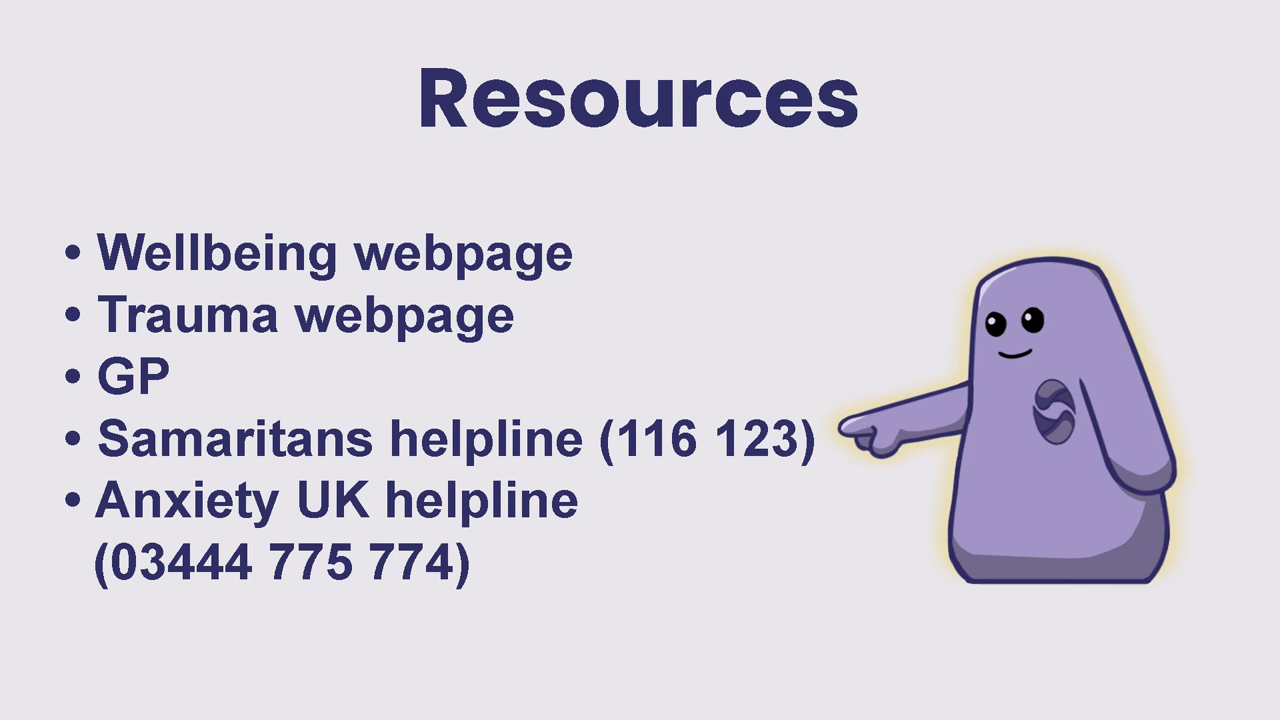 Resources
• Wellbeing webpage
• Trauma webpage
• GP
• Samaritans helpline (116 123)
• Anxiety UK helpline
(03444 775 774)